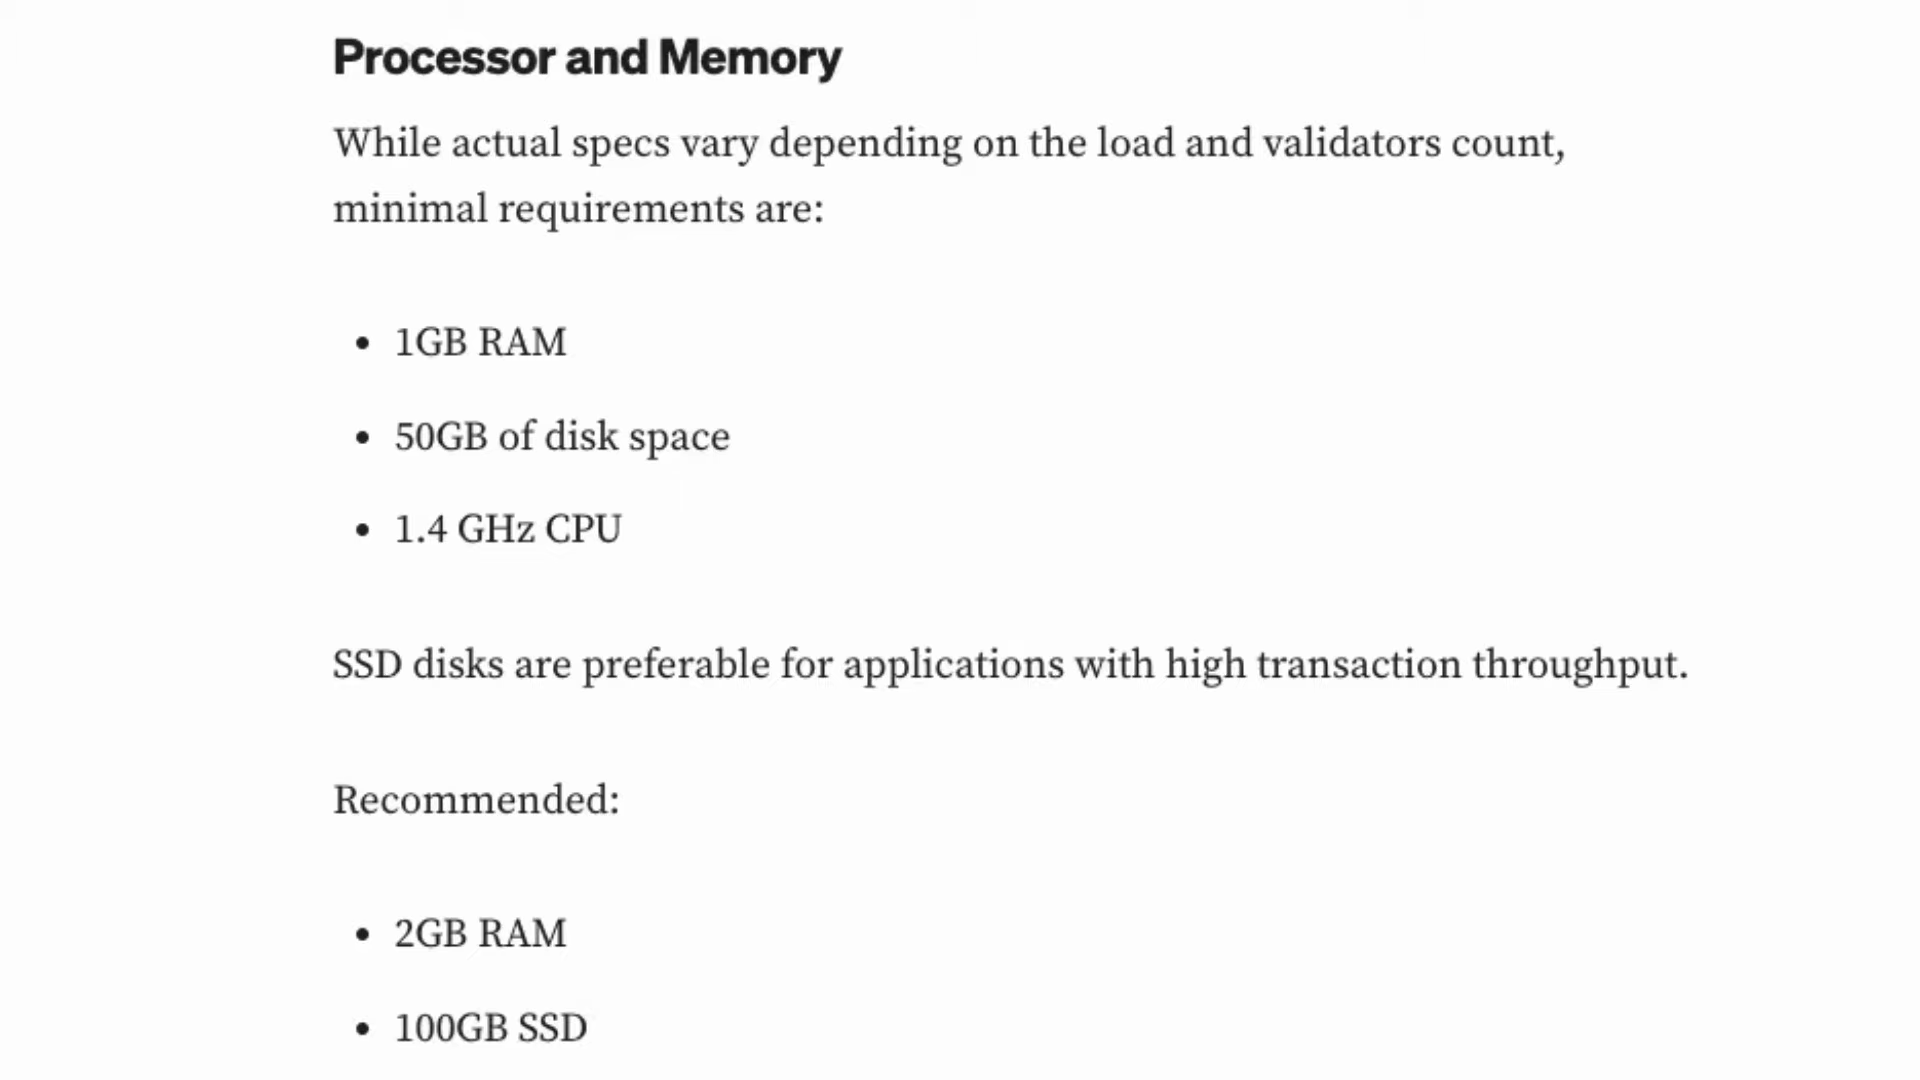 Processor and Memory
While actual specs vary depending on the load and validators count,
minimal requirements are:
• 1GB RAM
• 50GB of disk space
• 1.4 GHz CPU
SSD disks are preferable for applications with high transaction throughput.
Recommended:
• 2GB RAM
• 100GB SSD